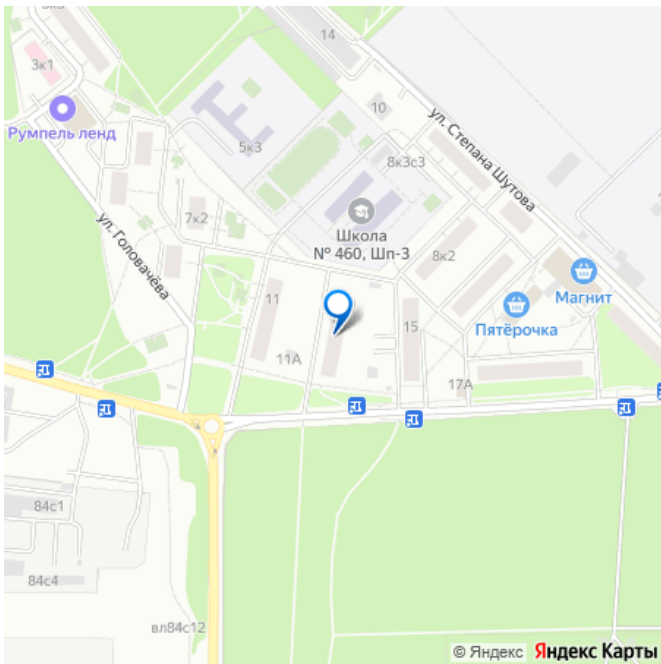 14
3к1
Румпель ленд
10
ул. Степана Шутова
5к3
8к3с3
ул. Головачёва
7к2
Школа
№ 460, Шп-3
8к2
Магнит
11
15
Пятёрочка
11А
17А
84с1
84с4
вл84с12
© Яндекс Яндекс Карты